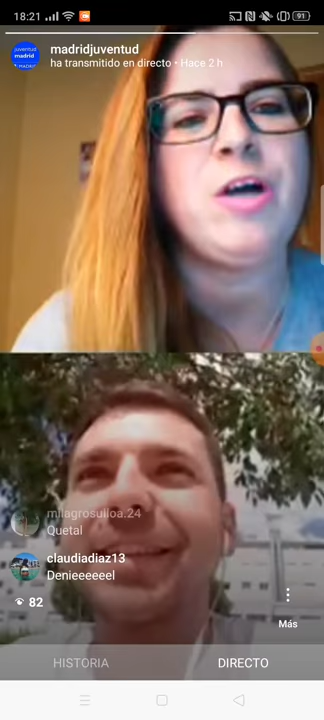 18:21
91
juventud
madrid
madridjuventud
ha transmitido en directo • Hace 2 h
milagrosulloa.24
Quetal
claudiadiaz13
Denieeeeeel
82
Más
HISTORIA
DIRECTO